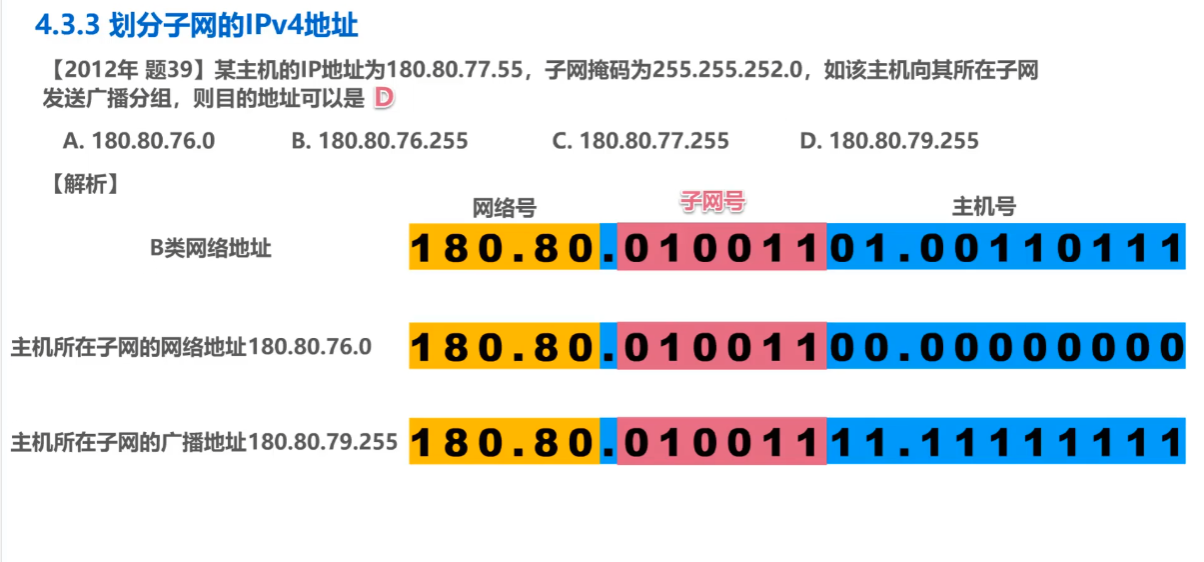 4.3.3 划分子网的IPv4地址
【2012年 题39】某主机的IP地址为180.80.77.55，子网掩码为255.255.252.0，如该主机向其所在子网
发送广播分组，则目的地址可以是 D
A. 180.80.76.0 B. 180.80.76.255 C. 180.80.77.255 D. 180.80.79.255
【解析】
网络号 子网号 主机号
B类网络地址 180.80.01001101.00110111
主机所在子网的网络地址180.80.76.0 180.80.01001100.00000000
主机所在子网的广播地址180.80.79.255 180.80.01001111.11111111